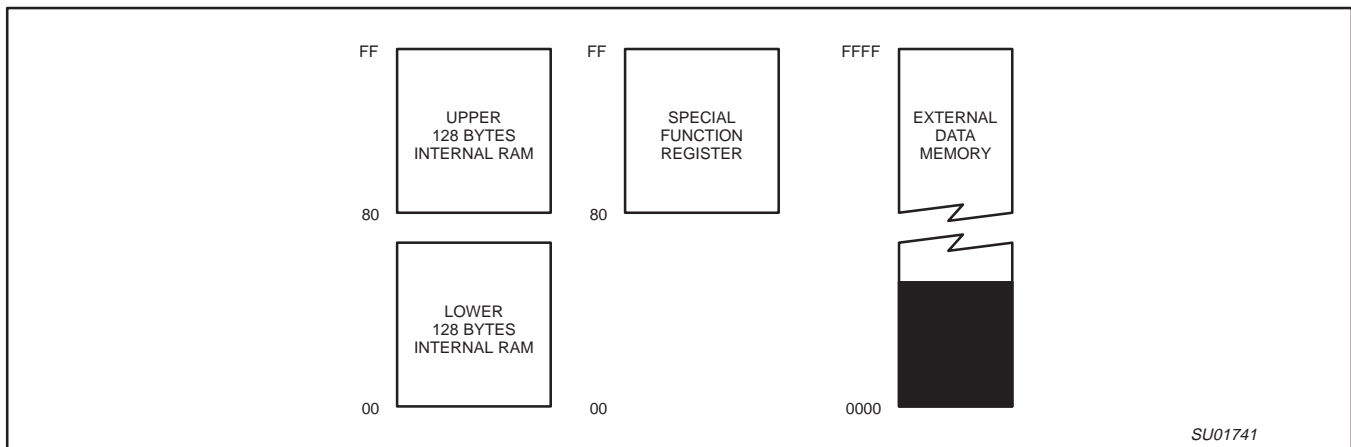 FF
FF
FFFF
UPPER
128 BYTES
INTERNAL RAM
SPECIAL
FUNCTION
REGISTER
EXTERNAL
DATA
MEMORY
80
80
LOWER
128 BYTES
INTERNAL RAM
00
00
0000
SU01741